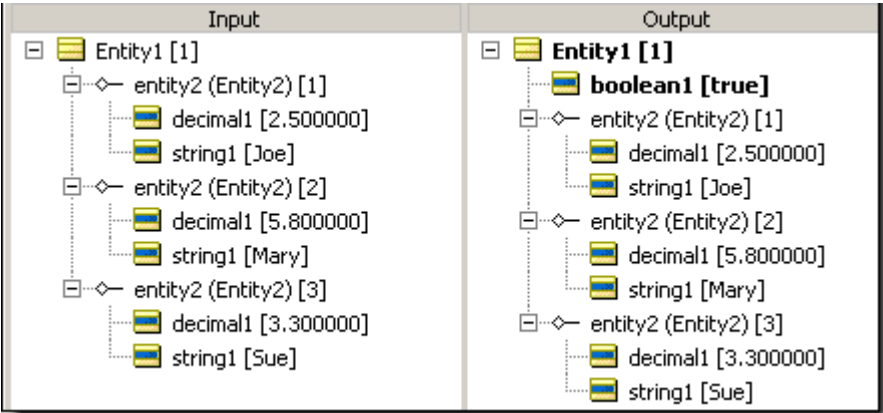 Input
Entity1 [1]
entity2 (Entity2) [1]
decimal1 [2.500000]
string1 [Joe]
entity2 (Entity2) [2]
decimal1 [5.800000]
string1 [Mary]
entity2 (Entity2) [3]
decimal1 [3.300000]
string1 [Sue]
Output
Entity1 [1]
boolean1 [true]
entity2 (Entity2) [1]
decimal1 [2.500000]
string1 [Joe]
entity2 (Entity2) [2]
decimal1 [5.800000]
string1 [Mary]
entity2 (Entity2) [3]
decimal1 [3.300000]
string1 [Sue]